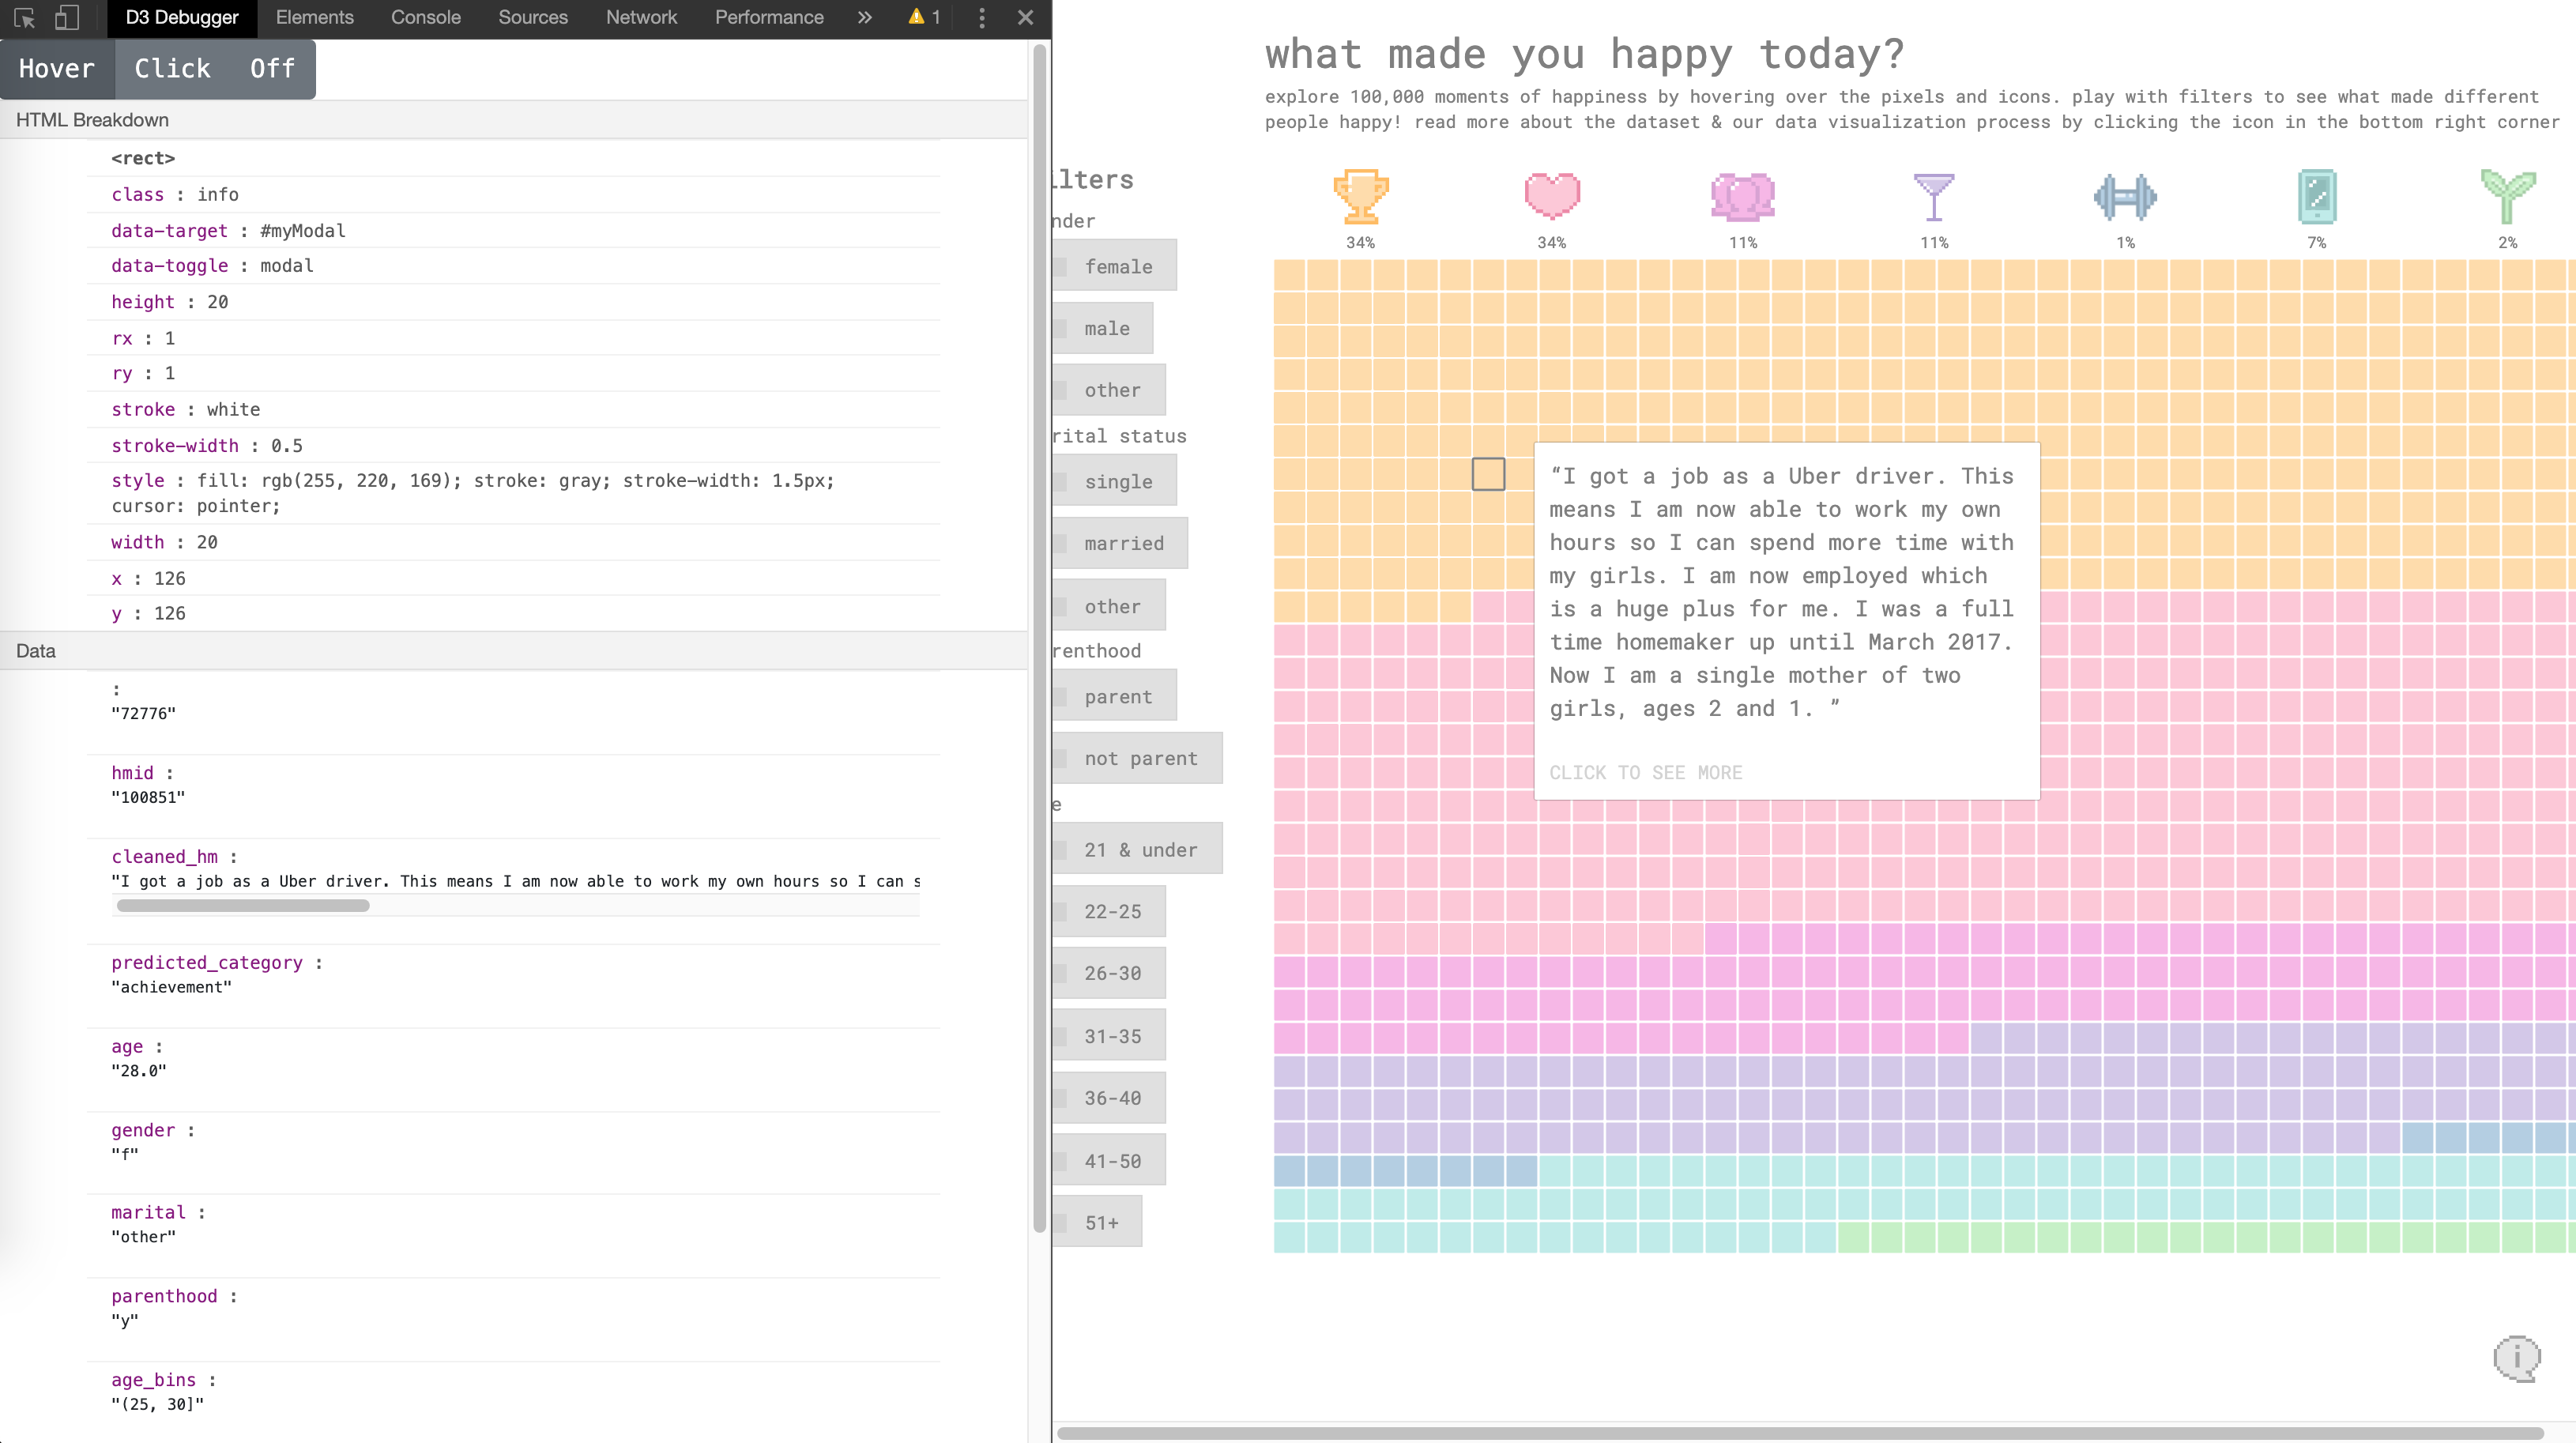 D3 Debugger Elements Console Sources Network Performance » 1
Hover Click Off
HTML Breakdown
<rect>
class : info
data-target : #myModal
data-toggle : modal
height : 20
rx : 1
ry : 1
stroke : white
stroke-width : 0.5
style : fill: rgb(255, 220, 169); stroke: gray; stroke-width: 1.5px;
cursor: pointer;
width : 20
x : 126
y : 126
Data
:
"72776"
hmid :
"100851"
cleaned_hm :
"I got a job as a Uber driver. This means I am now able to work my own hours so I can s
predicted_category :
"achievement"
age :
"28.0"
gender :
"f"
marital :
"other"
parenthood :
"y"
age_bins :
"(25, 30]"
what made you happy today?
explore 100,000 moments of happiness by hovering over the pixels and icons. play with filters to see what made different
people happy! read more about the dataset & our data visualization process by clicking the icon in the bottom right corner
ilters
nder
female
male
other
rital status
single
married
other
renthood
parent
not parent
e
21 & under
22-25
26-30
31-35
36-40
41-50
51+
34% 34% 11% 11% 1% 7% 2%
“I got a job as a Uber driver. This
means I am now able to work my own
hours so I can spend more time with
my girls. I am now employed which
is a huge plus for me. I was a full
time homemaker up until March 2017.
Now I am a single mother of two
girls, ages 2 and 1. ”
CLICK TO SEE MORE
i